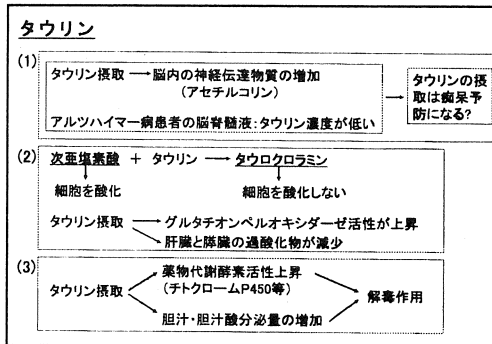 タウリン
(1)
タウリン摂取 → 脳内の神経伝達物質の増加
(アセチルコリン)
アルツハイマー病患者の脳脊髄液:タウリン濃度が低い
タウリンの摂
取は痴呆予
防になる?
(2)
次亜塩素酸 + タウリン → タウロクロラミン
細胞を酸化 細胞を酸化しない
タウリン摂取 → グルタチオンペルオキシダーゼ活性が上昇
肝臓と膵臓の過酸化物が減少
(3)
薬物代謝酵素活性上昇
(チトクロームP450等)
タウリン摂取
解毒作用
胆汁・胆汁酸分泌量の増加